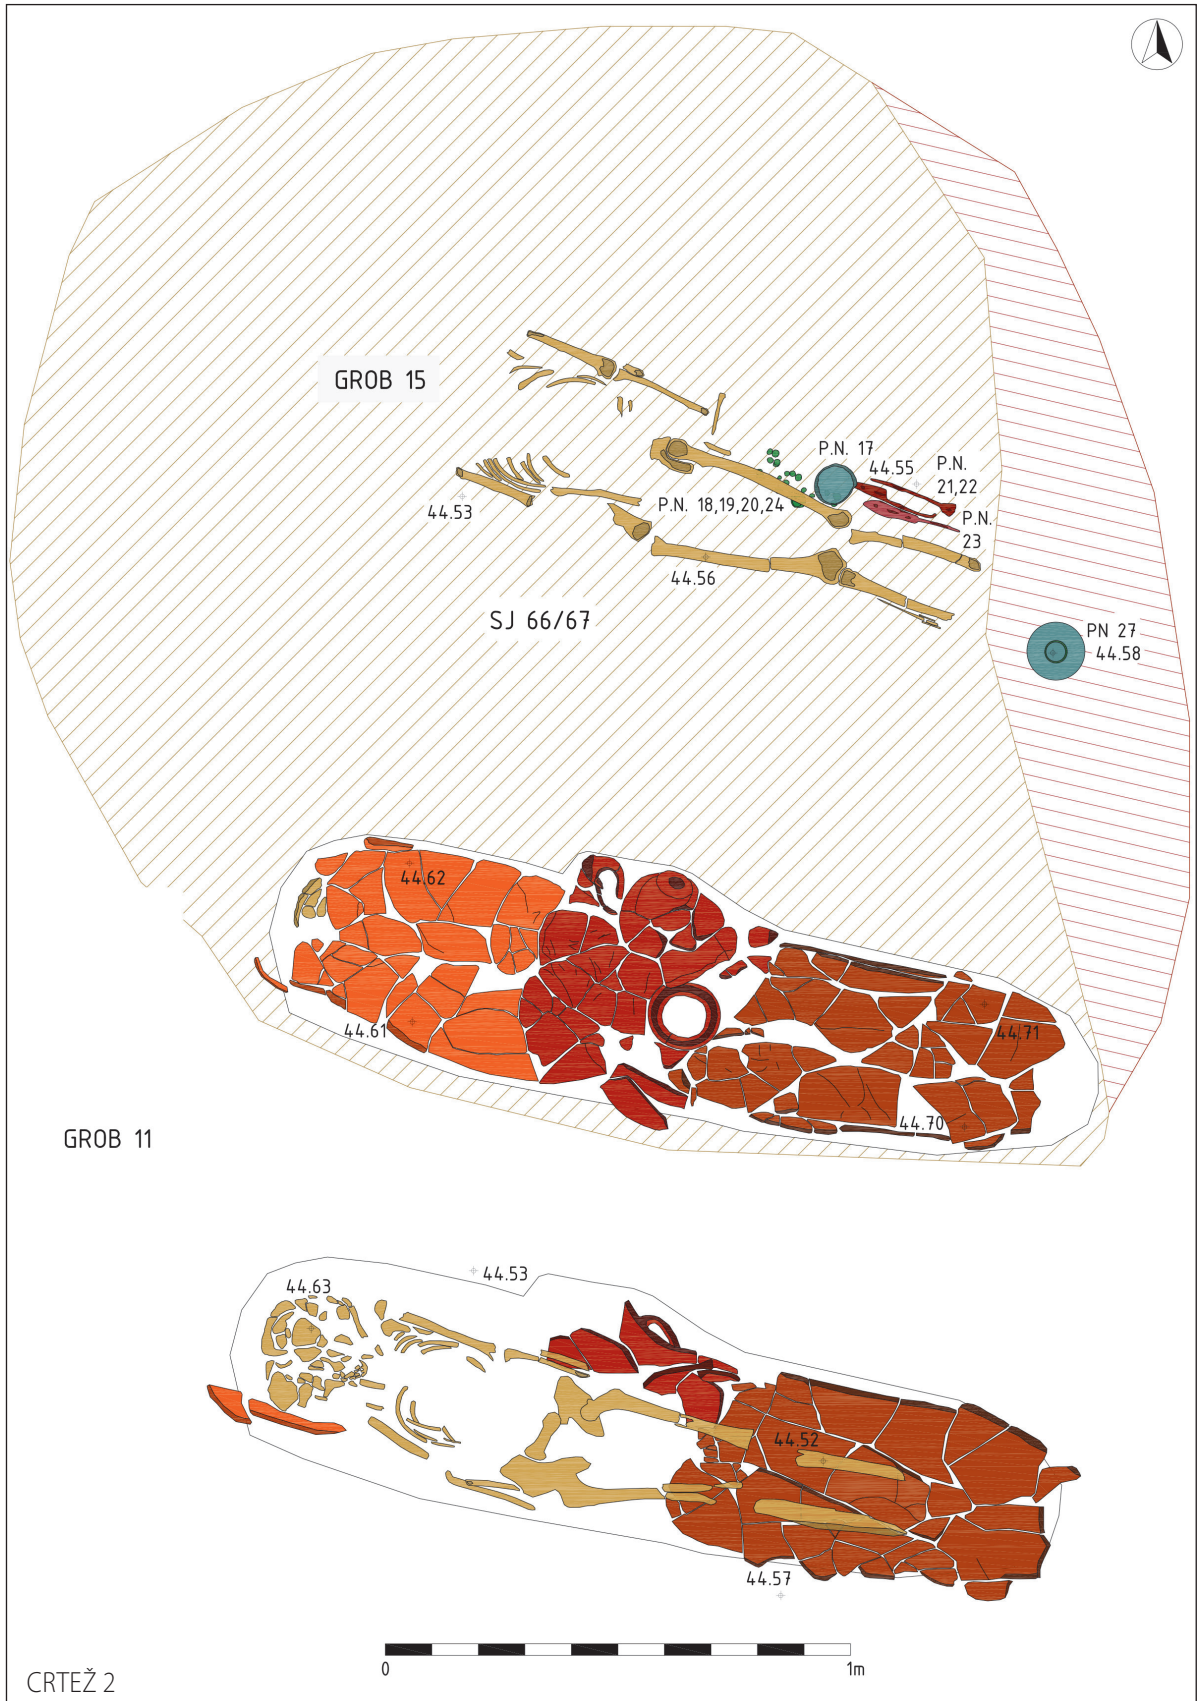 GROB 15
P.N. 17
44.55
P.N.
21,22
44.53
P.N. 18,19,20,24
P.N.
23
44.56
SJ 66/67
PN 27
44.58
44.62
44.61
44.71
44.70
GROB 11
44.53
44.63
44.52
44.57
0
1m
CRTEŽ 2